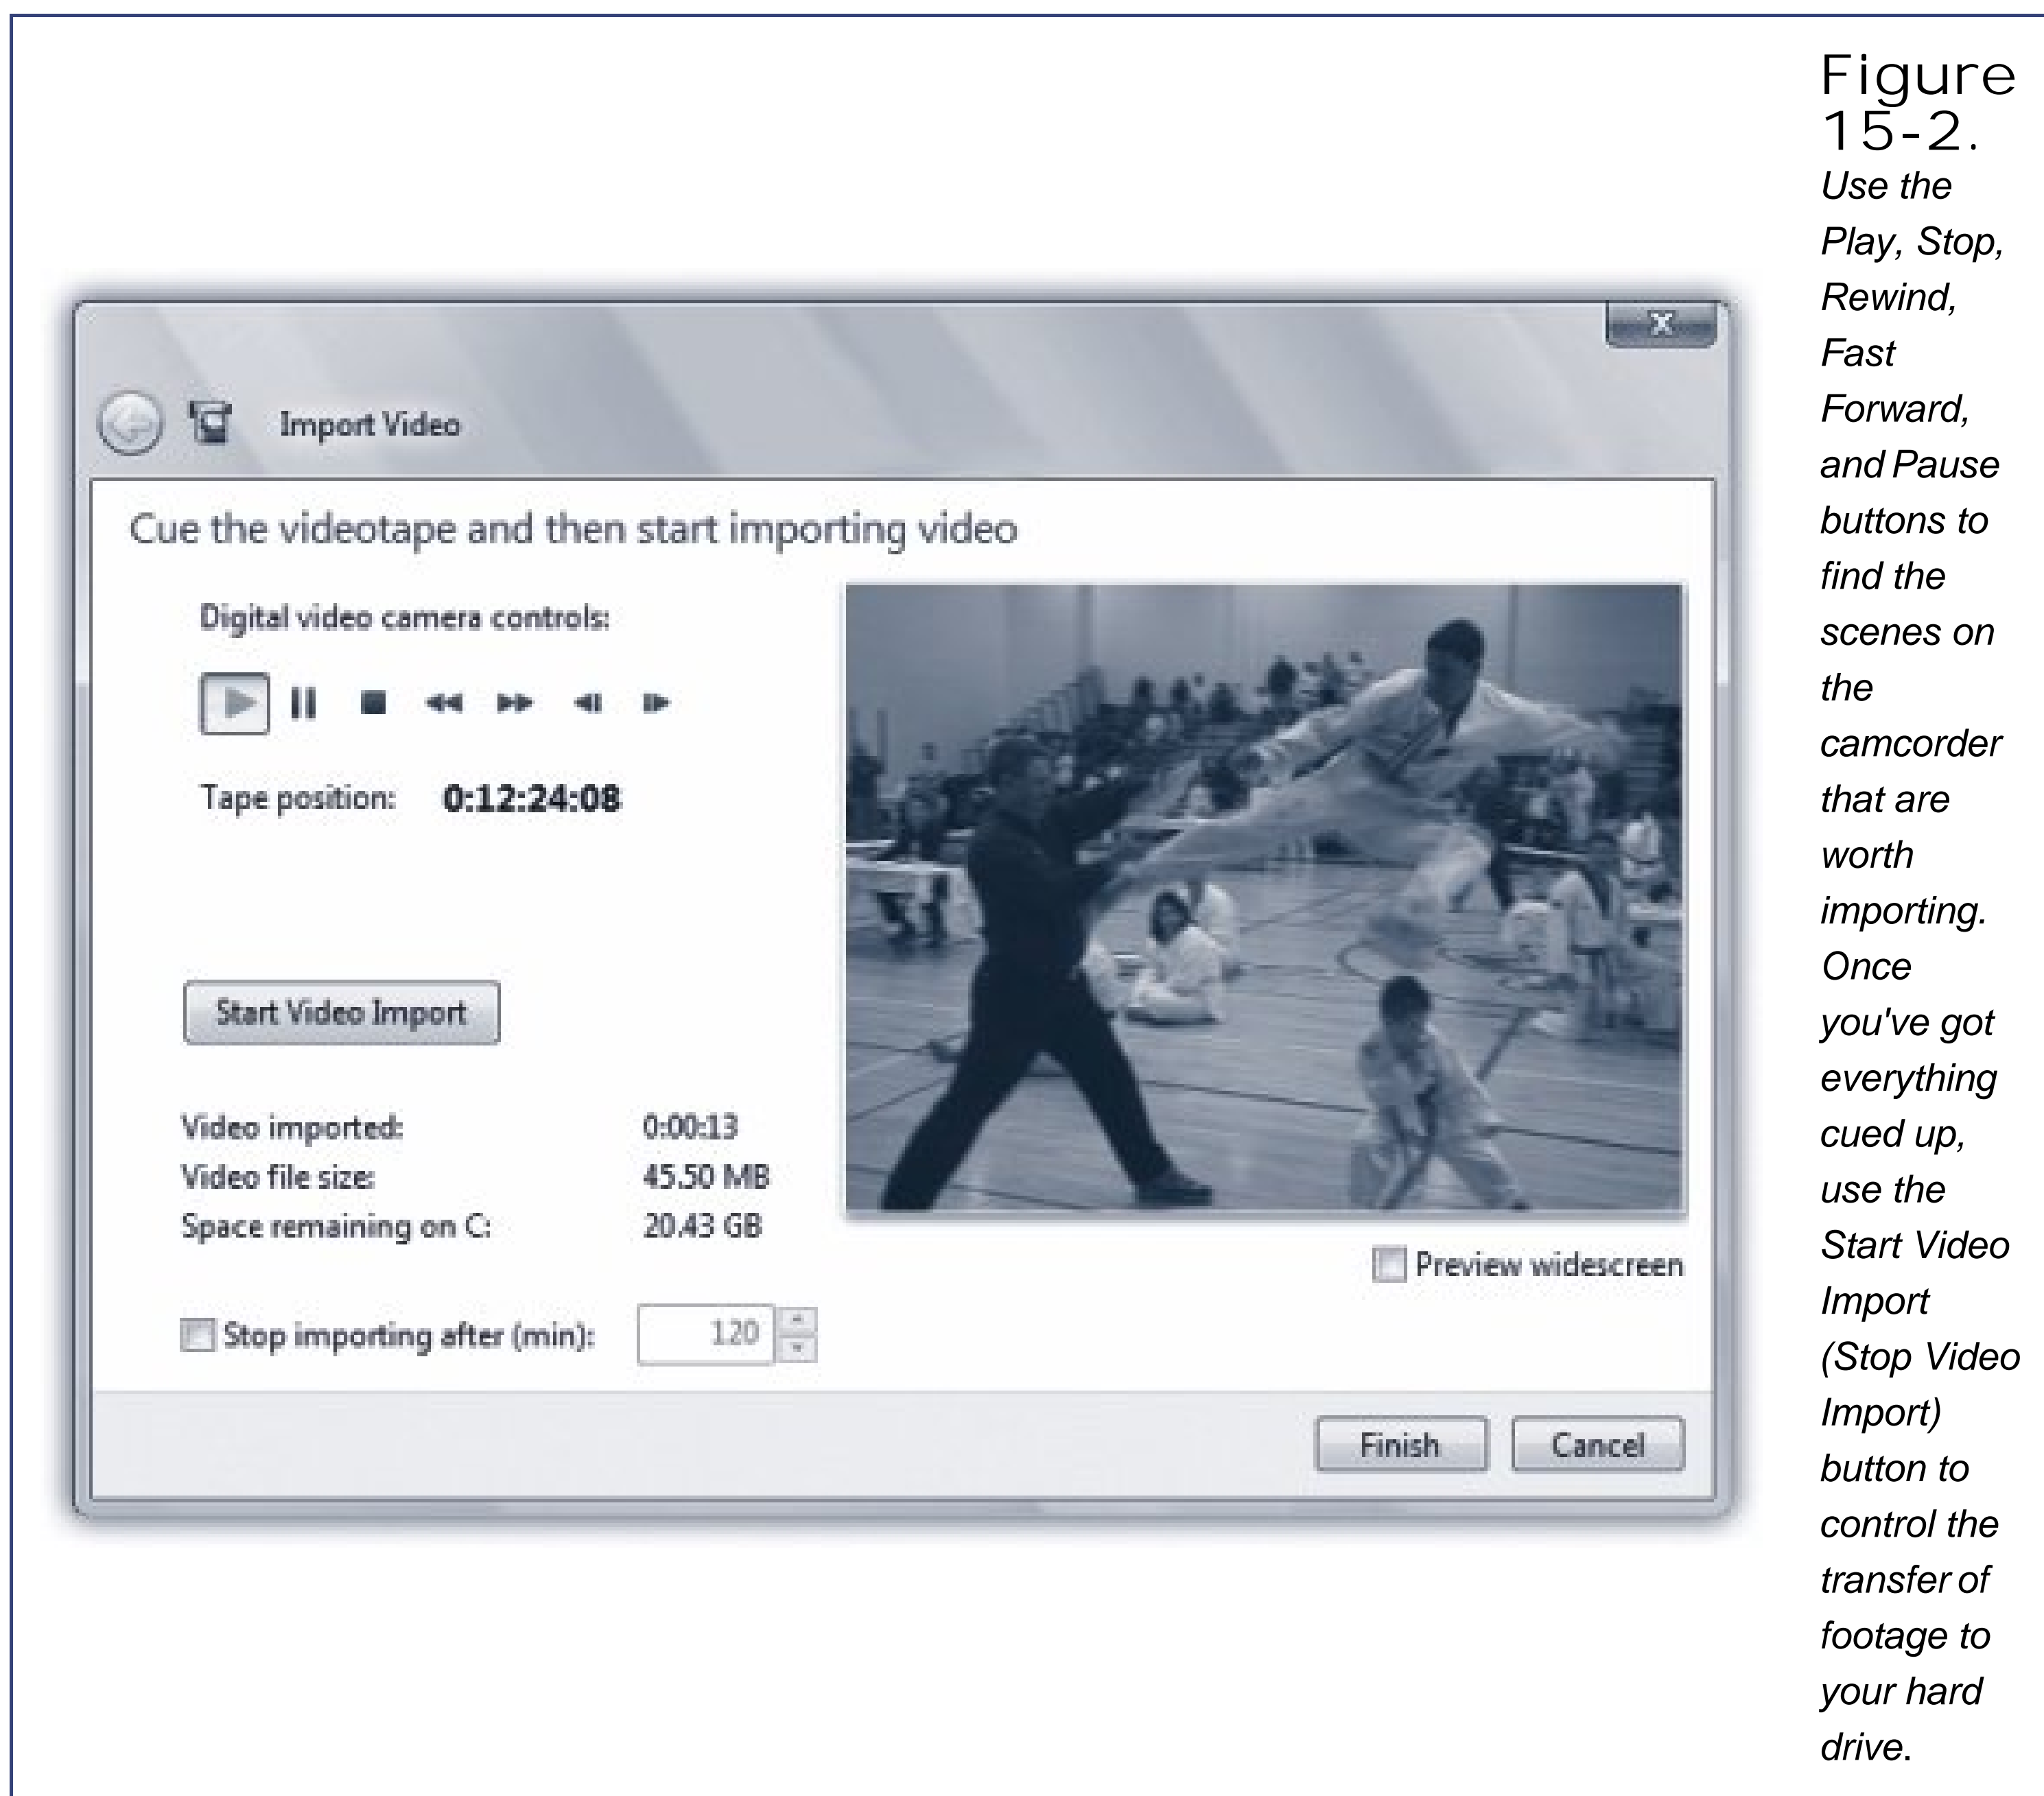 Import Video
Cue the videotape and then start importing video
Digital video camera controls:
Tape position: 0:12:24:08
Start Video Import
Video imported: 0:00:13
Video file size: 45.50 MB
Space remaining on C: 20.43 GB
Preview widescreen
Stop importing after (min): 120
Finish Cancel
Figure
15-2.
Use the
Play, Stop,
Rewind,
Fast
Forward,
and Pause
buttons to
find the
scenes on
the
camcorder
that are
worth
importing.
Once
you've got
everything
cued up,
use the
Start Video
Import
(Stop Video
Import)
button to
control the
transfer of
footage to
your hard
drive.